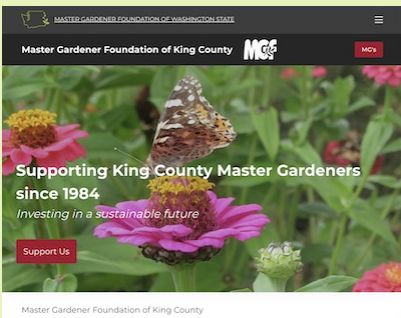 MASTER GARDENER FOUNDATION OF WASHINGTON STATE
Master Gardener Foundation of King County
MG's
Supporting King County Master Gardeners
since 1984
Investing in a sustainable future
Support Us
Master Gardener Foundation of King County